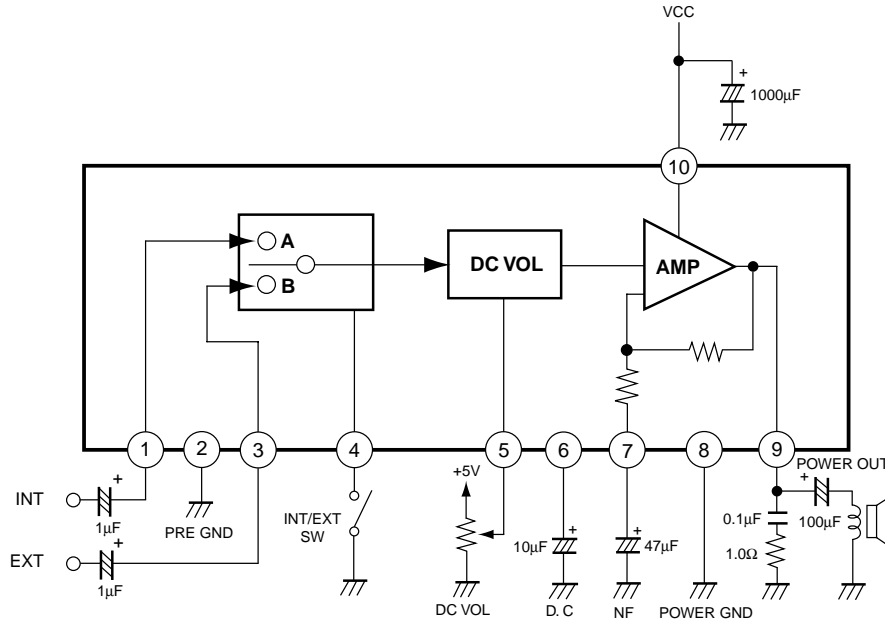 VCC
+
1000μF
10
A
B
DC VOL
AMP
1
2
3
4
5
6
7
8
9
INT
+
1μF
PRE GND
EXT
+
1μF
INT/EXT
SW
+5V
DC VOL
+
10μF
D. C
+
47μF
NF
POWER GND
POWER OUT
+
0.1μF
100μF
1.0Ω